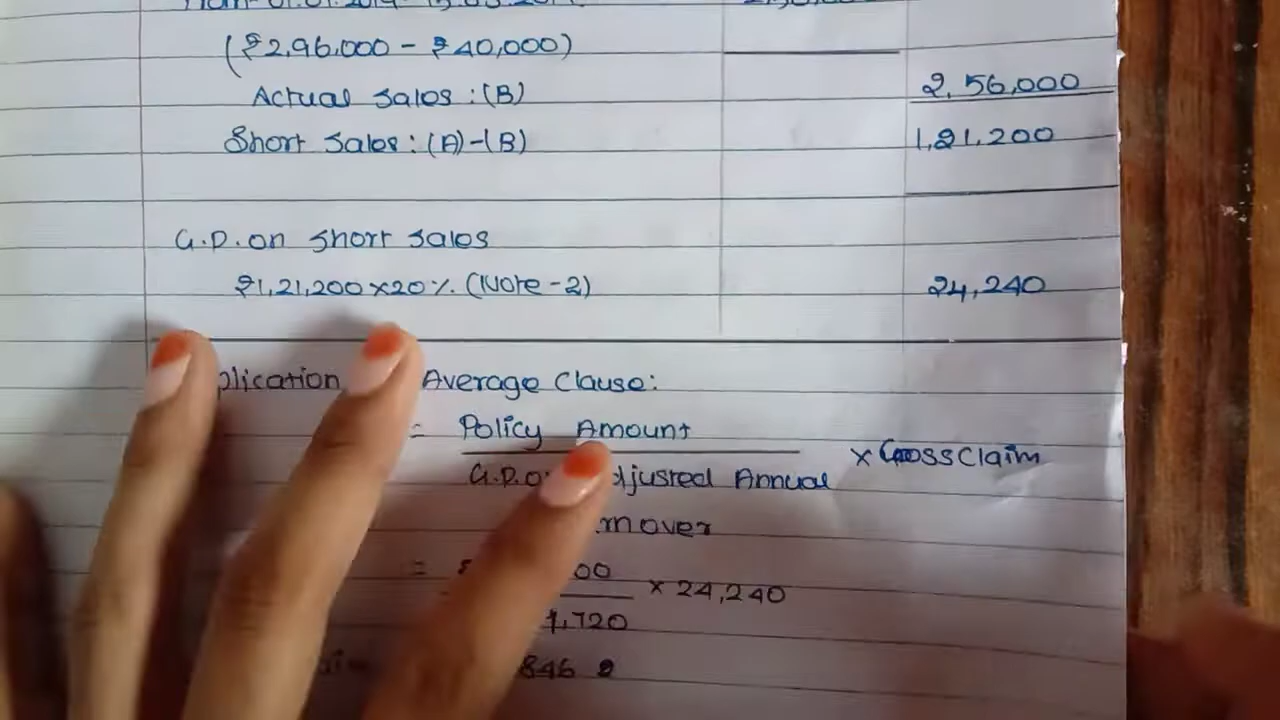 (₹2,96,000 - ₹40,000)
Actual Sales : (B) 2,56,000
Short Sales : (A)-(B) 1,21,200
G.P. on Short Sales
₹1,21,200 × 20%. (Note - 2) 24,240
plication Average Clause:
= Policy Amount × Gross Claim
G.P. o djusted Annual
rnover
= 00 × 24,240
1,720
846